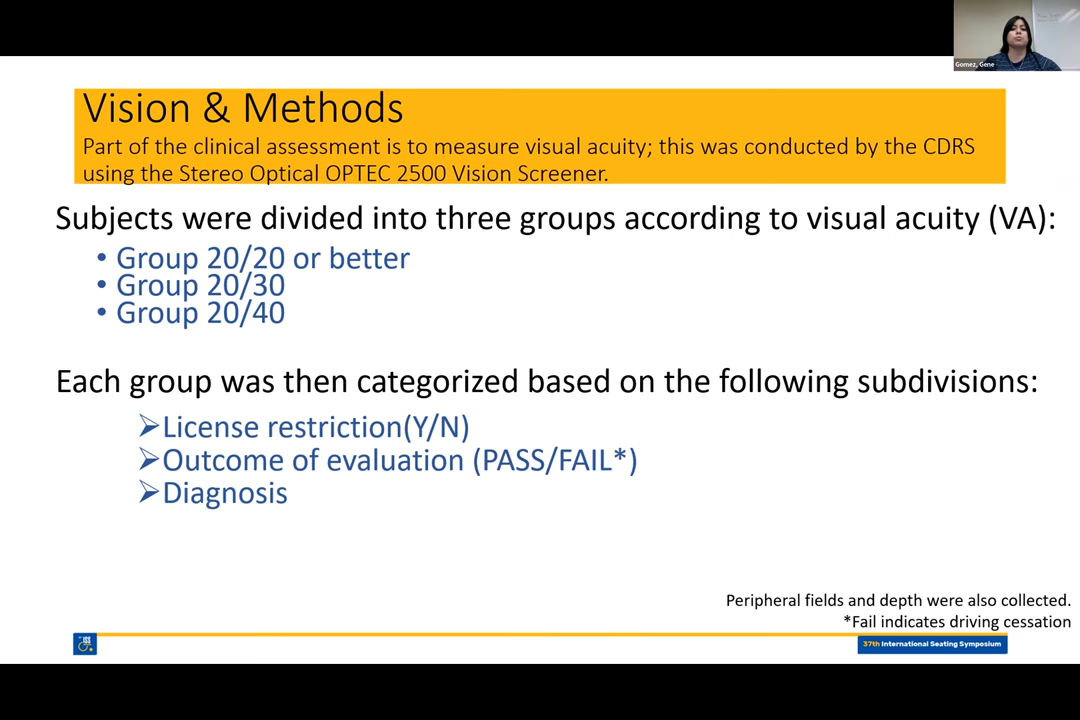 Gomez, Gene
Vision & Methods
Part of the clinical assessment is to measure visual acuity; this was conducted by the CDRS
using the Stereo Optical OPTEC 2500 Vision Screener.
Subjects were divided into three groups according to visual acuity (VA):
• Group 20/20 or better
• Group 20/30
• Group 20/40
Each group was then categorized based on the following subdivisions:
➢License restriction(Y/N)
➢Outcome of evaluation (PASS/FAIL*)
➢Diagnosis
Peripheral fields and depth were also collected.
*Fail indicates driving cessation
ISS
37th International Seating Symposium